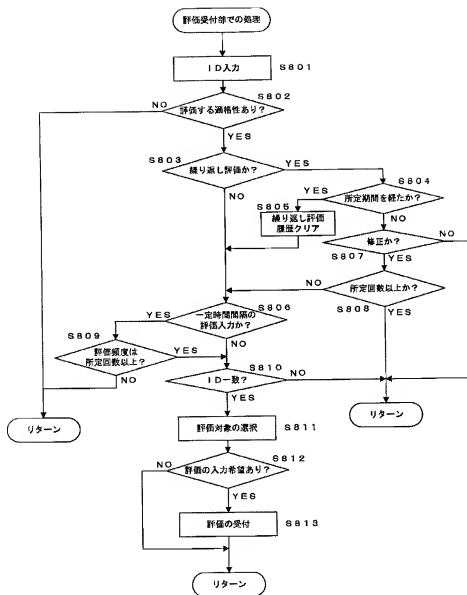 評価受付部での処理
ID入力
S801
S802
NO
評価する適格性あり?
YES
S803
YES
繰り返し評価か?
S804
YES
所定期間を経たか?
S805
NO
繰り返し評価
履歴クリア
NO
NO
修正か?
S807
YES
NO
所定回数以上か?
S806
S808
一定時間間隔の
評価入力か?
YES
S809
YES
評価頻度は
所定回数以上?
YES
NO
S810
NO
ID一致?
NO
リターン
リターン
YES
評価対象の選択
S811
S812
NO
評価の入力希望あり?
YES
評価の受付
S813
リターン